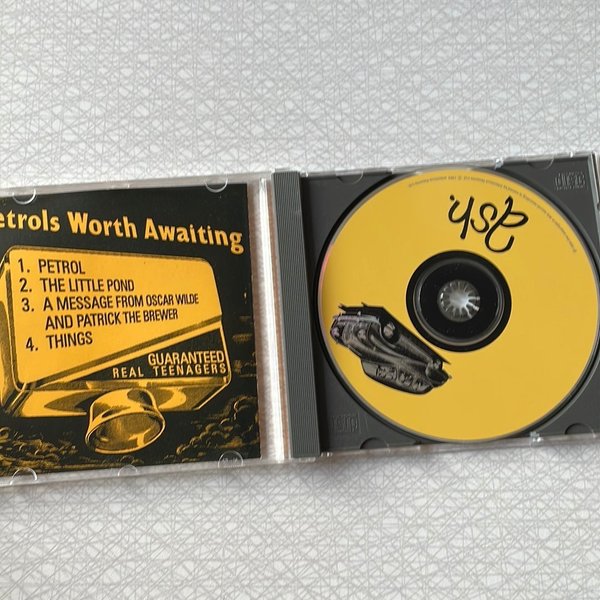 etrols Worth Awaiting
1. PETROL
2. THE LITTLE POND
3. A MESSAGE FROM OSCAR WILDE
AND PATRICK THE BREWER
4. THINGS
GUARANTEED
REAL TEENAGERS
ash.